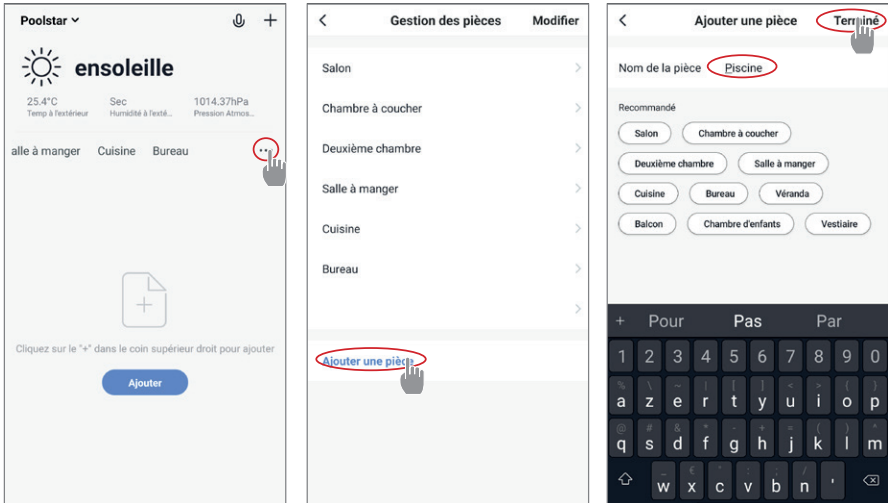 Poolstar
ensoleille
25.4°C Sec 1014.37hPa
Temp à l'extérieur Humidité à l'exté... Pression Atmos...
alle à manger Cuisine Bureau ...
Cliquez sur le "+" dans le coin supérieur droit pour ajouter
Ajouter
Gestion des pièces Modifier
Salon
Chambre à coucher
Deuxième chambre
Salle à manger
Cuisine
Bureau
Ajouter une pièce
Ajouter une pièce Terminé
Nom de la pièce Piscine
Recommandé
Salon Chambre à coucher
Deuxième chambre Salle à manger
Cuisine Bureau Véranda
Balcon Chambre d'enfants Vestiaire
+ Pour Pas Par
1 2 3 4 5 6 7 8 9 0
a z e r t y u i o p
q s d f g h j k l m
w x c v b n '